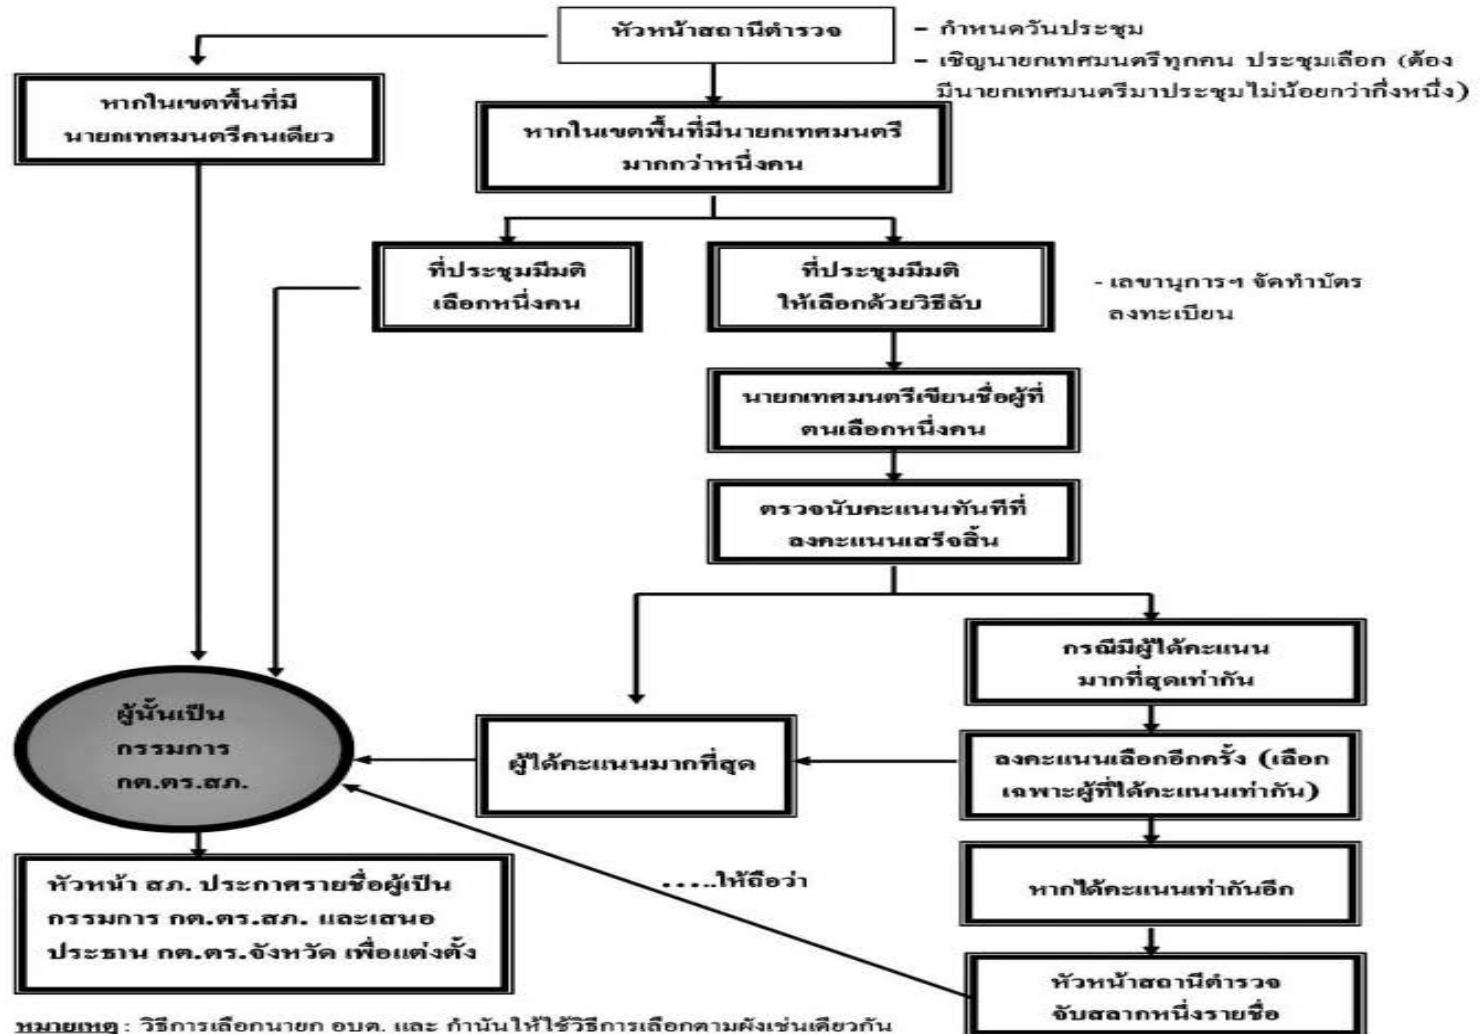 หัวหน้าสถานีตำรวจ
- กำหนดวันประชุม
- เชิญนายกเทศมนตรีทุกคน ประชุมเลือก (ต้อง
มีนายกเทศมนตรีมาประชุมไม่น้อยกว่ากึ่งหนึ่ง)
หากในเขตพื้นที่มี
นายกเทศมนตรีคนเดียว
หากในเขตพื้นที่มีนายกเทศมนตรี
มากกว่าหนึ่งคน
ที่ประชุมมีมติ
เลือกหนึ่งคน
ที่ประชุมมีมติ
ให้เลือกด้วยวิธีลับ
- เลขานุการฯ จัดทำบัตร
ลงทะเบียน
นายกเทศมนตรีเขียนชื่อผู้ที่
ตนเลือกหนึ่งคน
ตรวจนับคะแนนทันทีที่
ลงคะแนนเสร็จสิ้น
กรณีมีผู้ได้คะแนน
มากที่สุดเท่ากัน
ผู้นั้นเป็น
กรรมการ
กต.ตร.สภ.
ผู้ได้คะแนนมากที่สุด
ลงคะแนนเลือกอีกครั้ง (เลือก
เฉพาะผู้ที่ได้คะแนนเท่ากัน)
.....ให้ถือว่า
หากได้คะแนนเท่ากันอีก
หัวหน้า สภ. ประกาศรายชื่อผู้เป็น
กรรมการ กต.ตร.สภ. และเสนอ
ประธาน กต.ตร.จังหวัด เพื่อแต่งตั้ง
หัวหน้าสถานีตำรวจ
จับสลากหนึ่งรายชื่อ
หมายเหตุ : วิธีการเลือกนายก อบต. และ กำนันให้ใช้วิธีการเลือกตามผังเช่นเดียวกัน